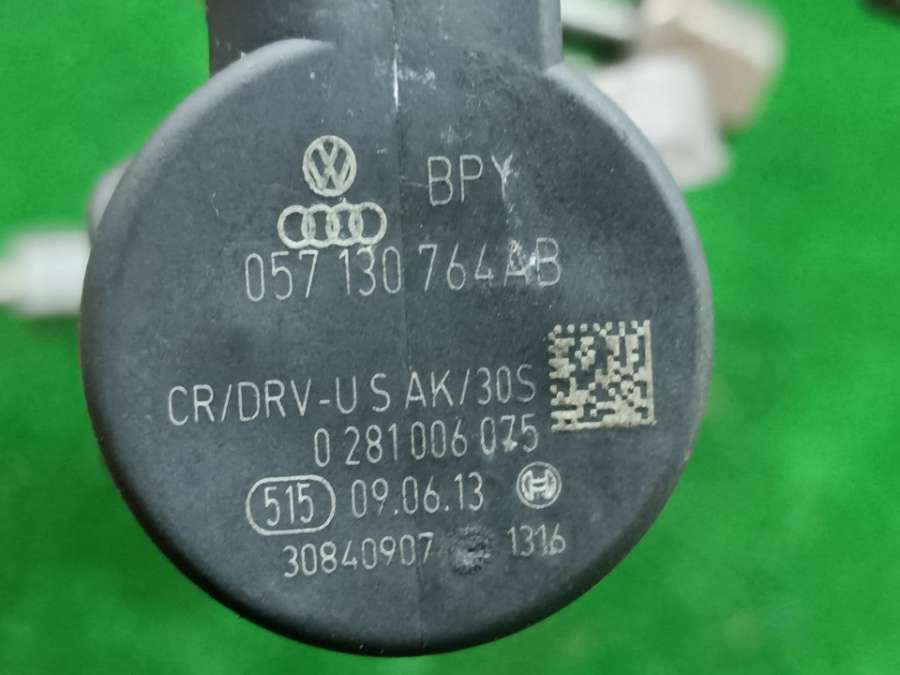 BPY
057 130 764AB
CR/DRV-U S AK/30S
0 281 006 075
515 09.06.13
30840907 1316